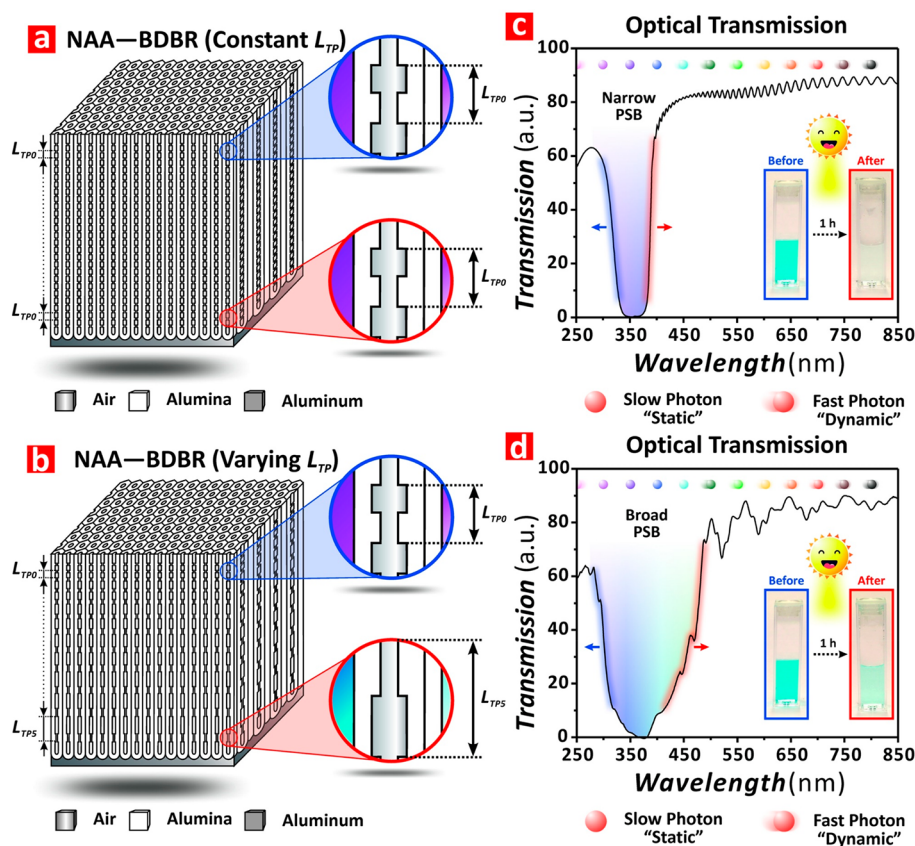 a NAA—BDBR (Constant LTP)
LTP0
LTP0
LTP0
LTP0
Air Alumina Aluminum
c Optical Transmission
Transmission (a.u.)
100
80
60
40
20
0
Narrow
PSB
Before
After
1 h
250 350 450 550 650 750 850
Wavelength(nm)
Slow Photon
"Static"
Fast Photon
"Dynamic"
b NAA—BDBR (Varying LTP)
LTP0
LTP5
LTP0
LTP5
Air Alumina Aluminum
d Optical Transmission
Transmission (a.u.)
100
80
60
40
20
0
Broad
PSB
Before
After
1 h
250 350 450 550 650 750 850
Wavelength(nm)
Slow Photon
"Static"
Fast Photon
"Dynamic"